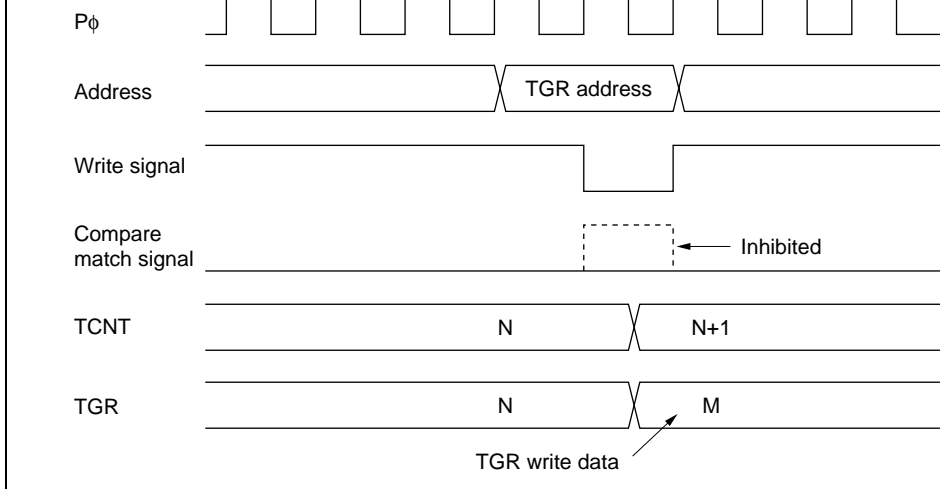 Pϕ
Address
TGR address
Write signal
Compare
match signal
Inhibited
TCNT
N
N+1
TGR
N
M
TGR write data